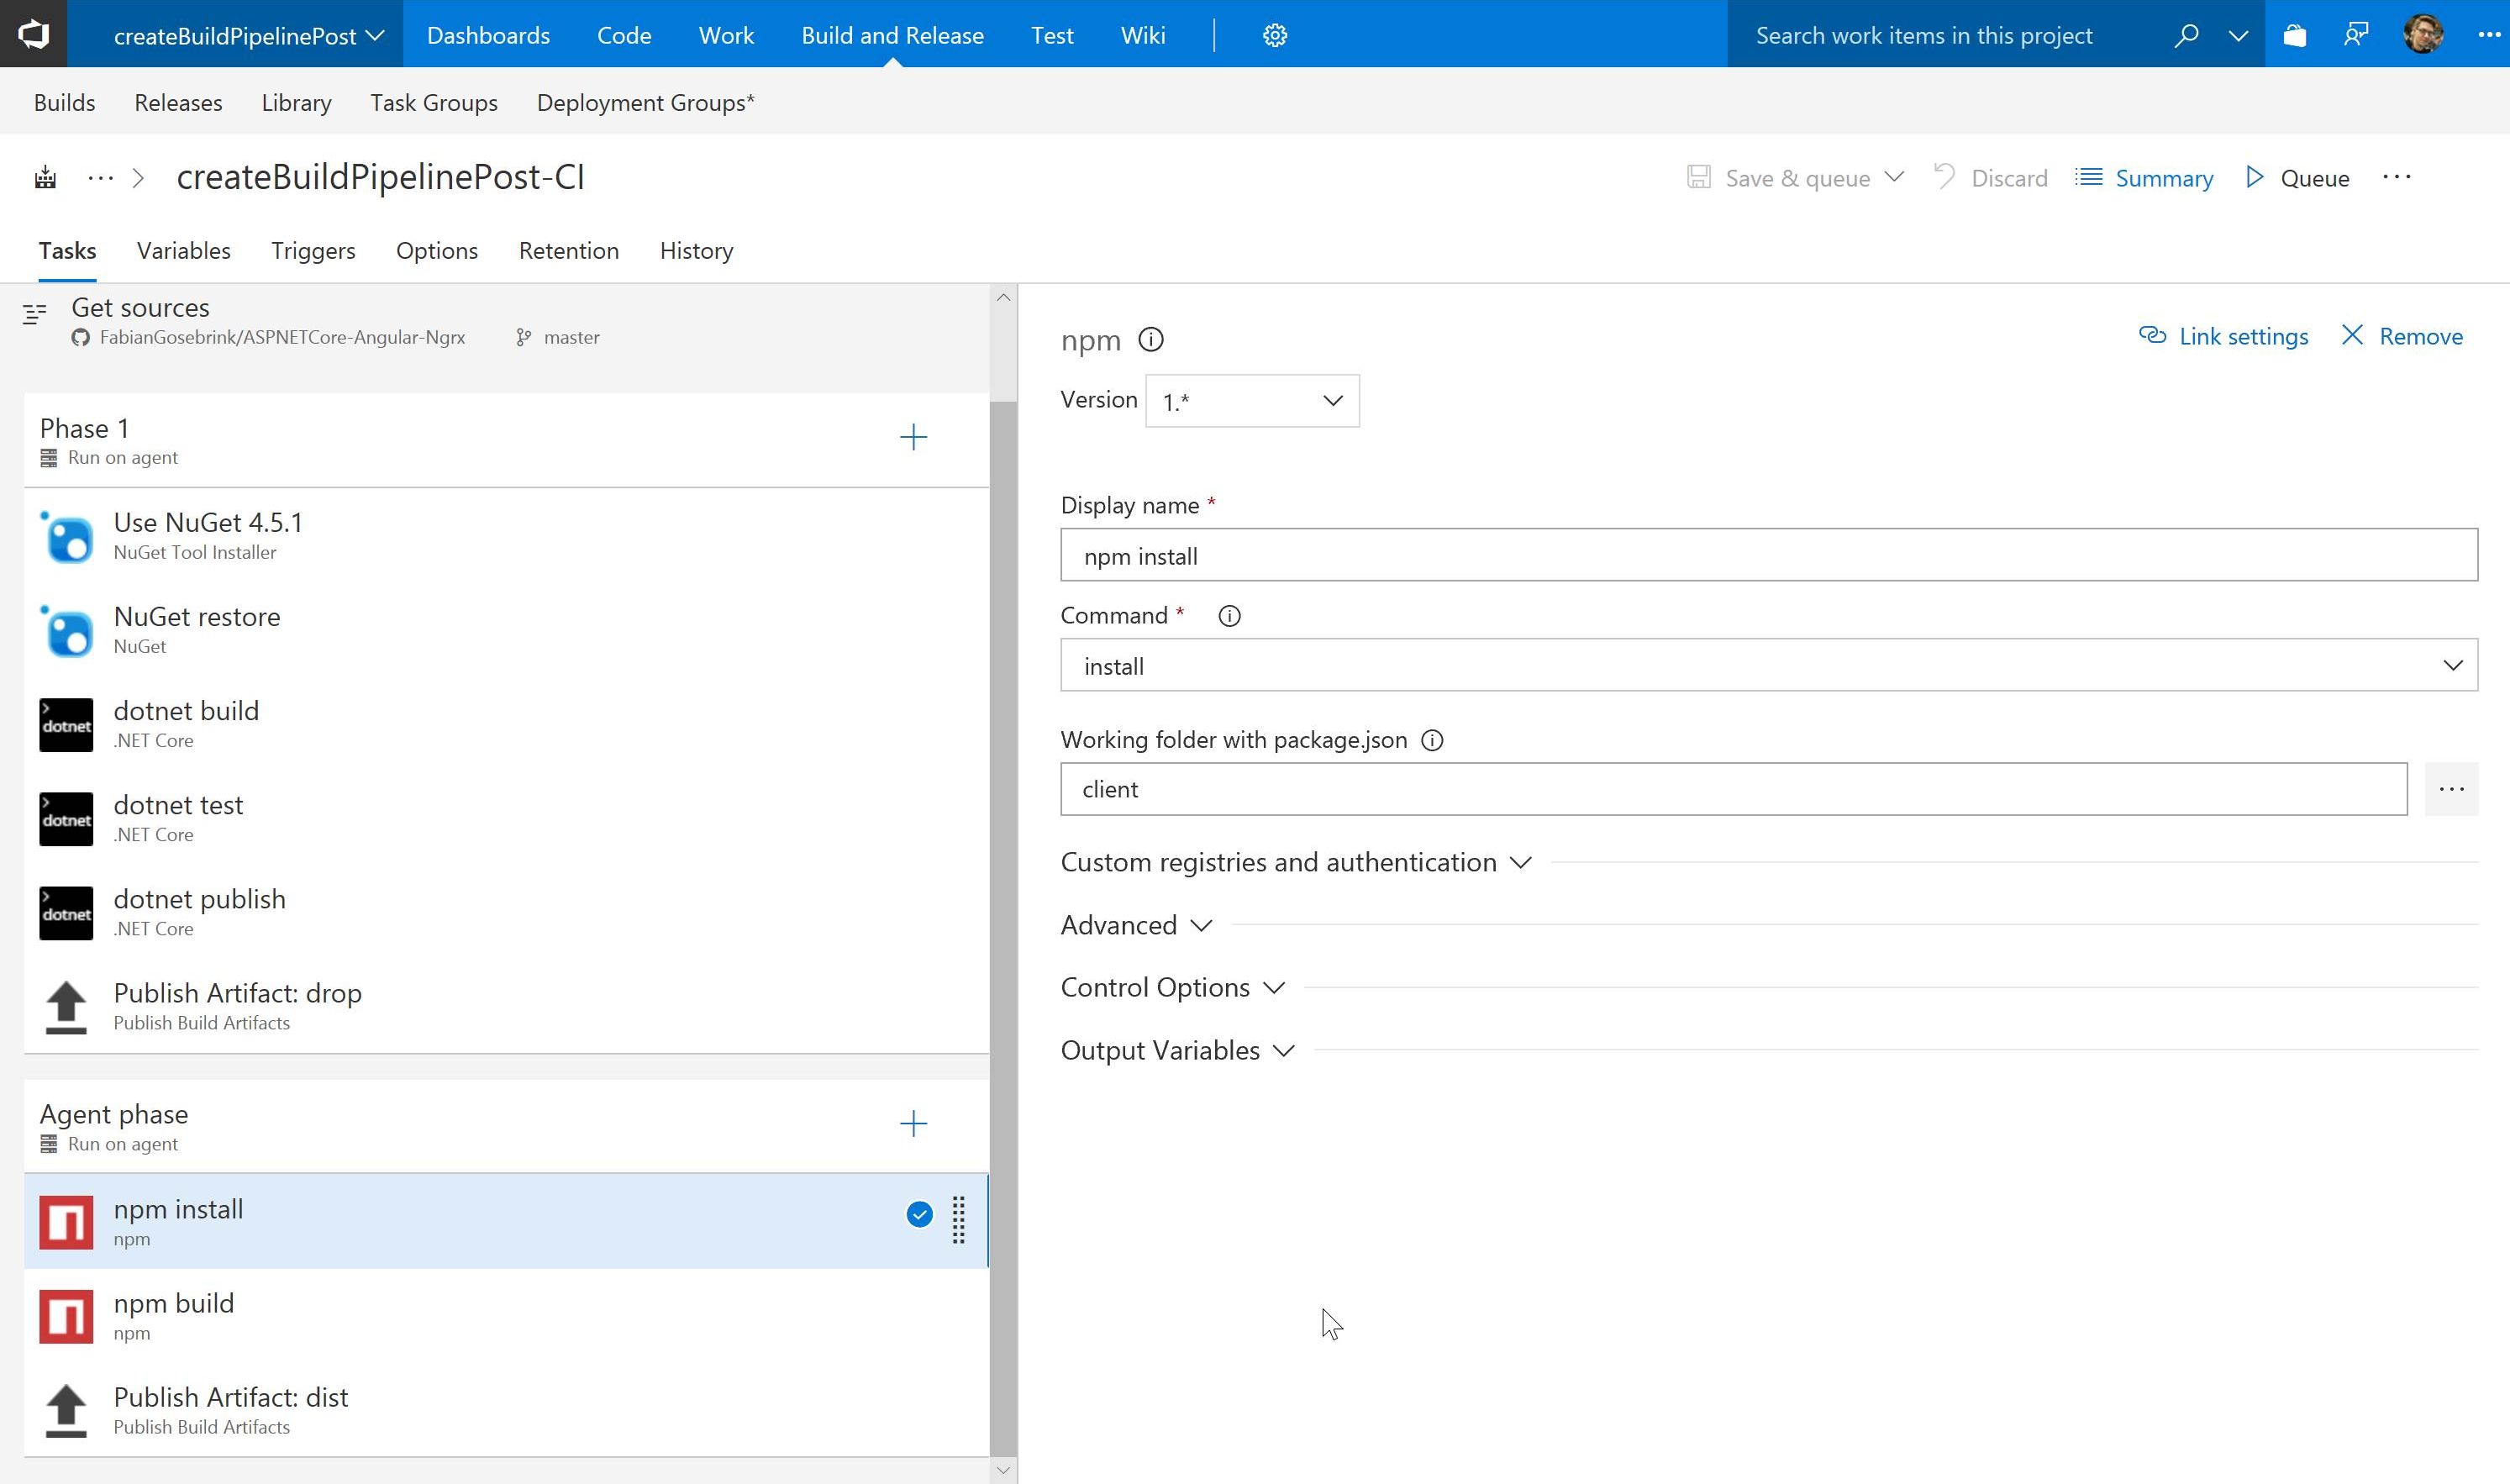 createBuildPipelinePost Dashboards Code Work Build and Release Test Wiki Search work items in this project
Builds Releases Library Task Groups Deployment Groups*
createBuildPipelinePost-CI Save & queue Discard Summary Queue
Tasks Variables Triggers Options Retention History
Get sources
FabianGosebrink/ASPNETCore-Angular-Ngrx master
Phase 1
Run on agent
Use NuGet 4.5.1
NuGet Tool Installer
NuGet restore
NuGet
dotnet
dotnet build
.NET Core
dotnet
dotnet test
.NET Core
dotnet
dotnet publish
.NET Core
Publish Artifact: drop
Publish Build Artifacts
Agent phase
Run on agent
npm install
npm
npm build
npm
Publish Artifact: dist
Publish Build Artifacts
npm Link settings Remove
Version 1.*
Display name *
npm install
Command *
install
Working folder with package.json
client
Custom registries and authentication
Advanced
Control Options
Output Variables